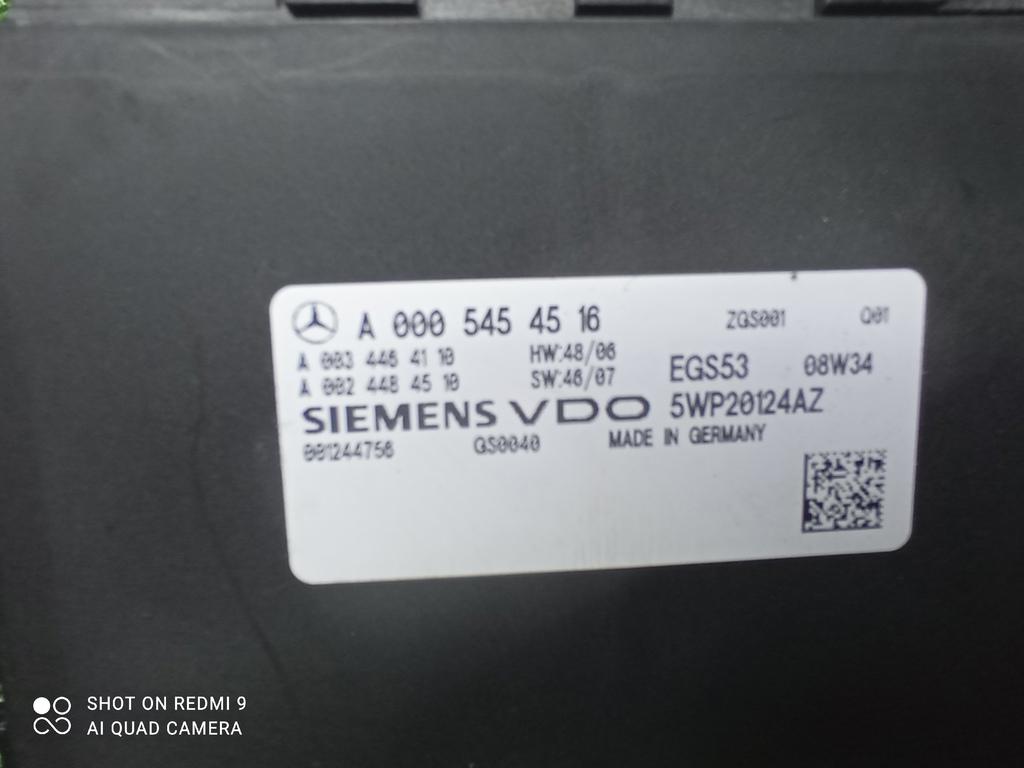 A 000 545 45 16 ZGS001 Q01
A 003 446 41 10 HW:48/06 EGS53 08W34
A 002 448 45 10 SW:46/07
SIEMENS VDO 5WP20124AZ
001244756 GS0040 MADE IN GERMANY
SHOT ON REDMI 9
AI QUAD CAMERA